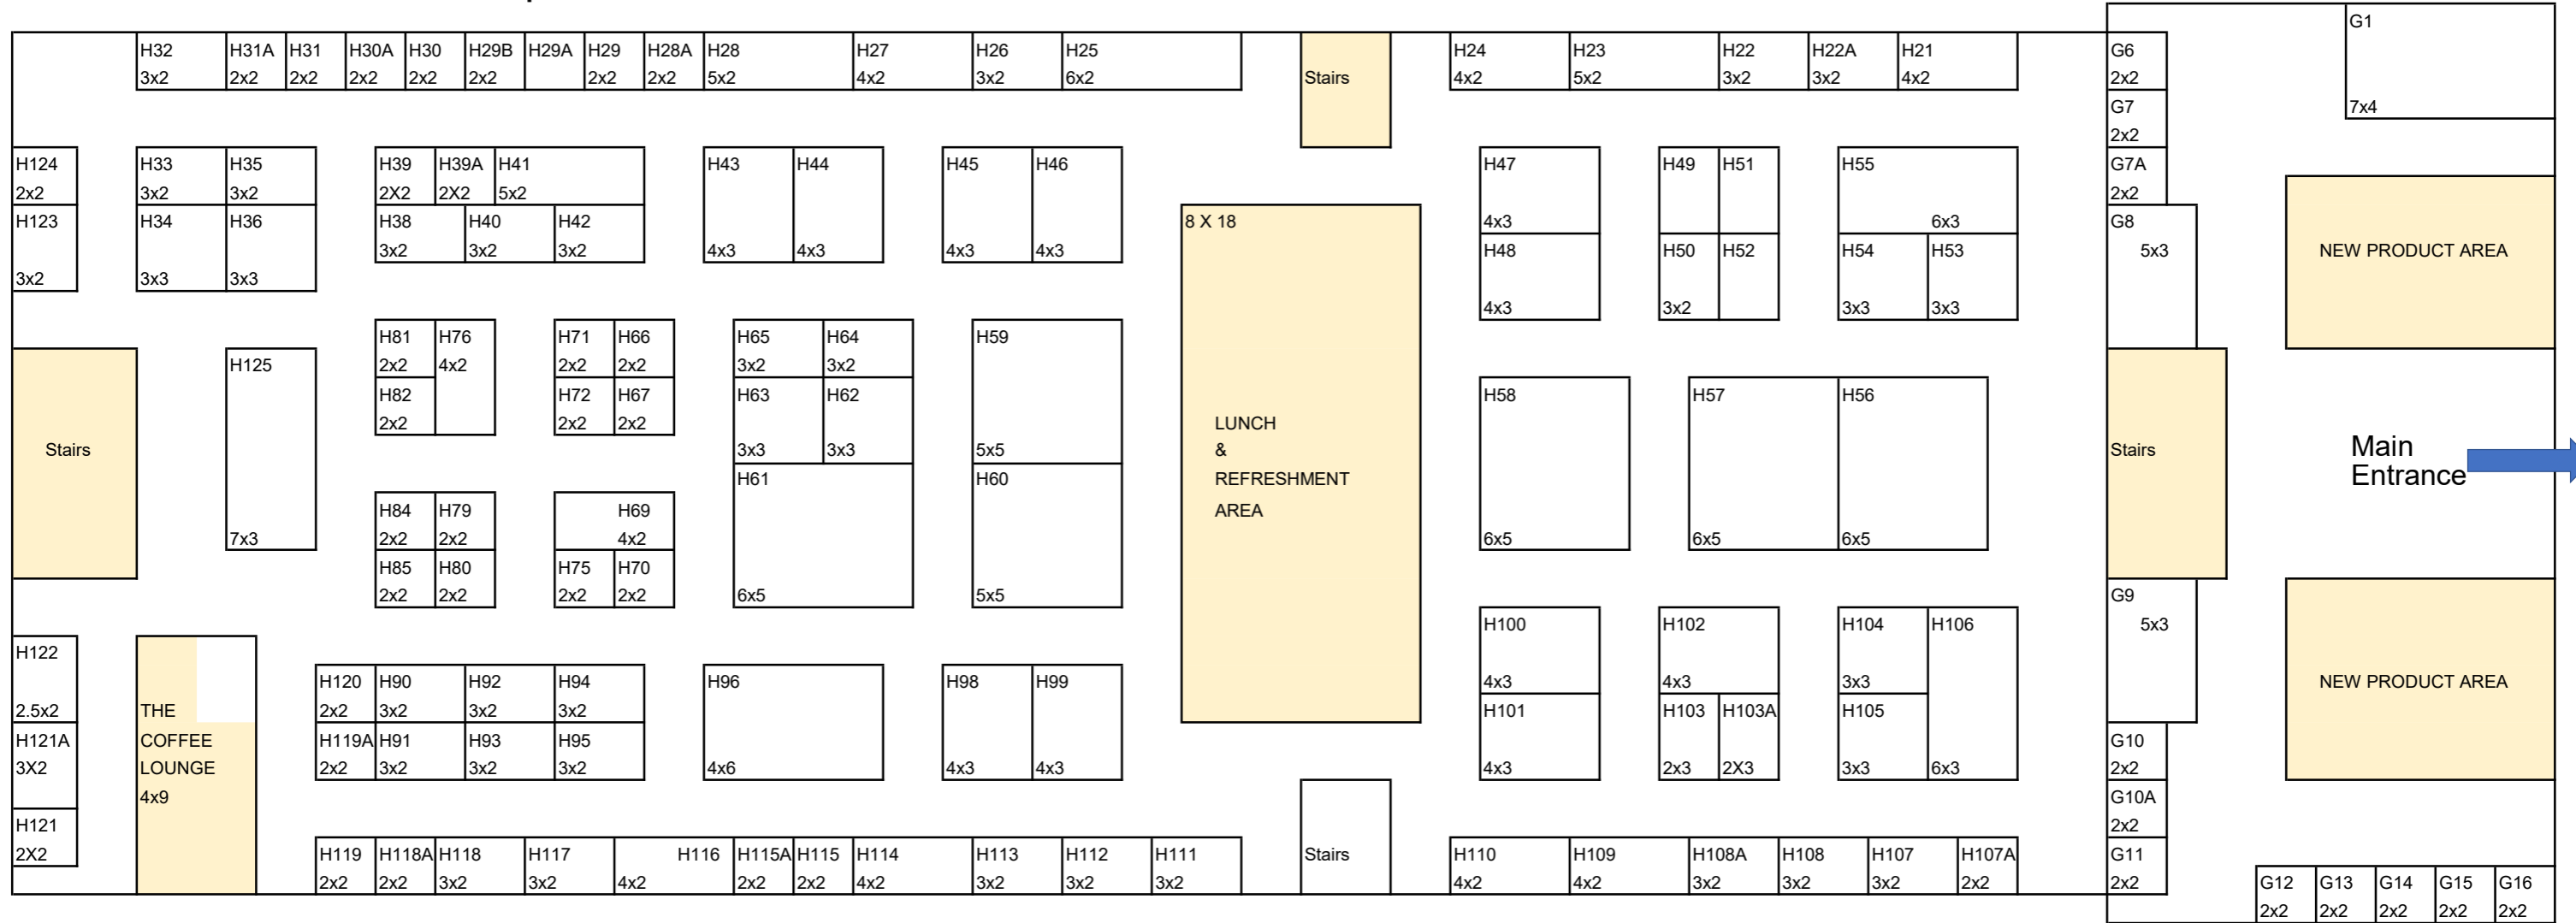 H32 H31A H31 H30A H30 H29B H29A H29 H28A H28 H27 H26 H25 H24 H23 H22 H22A H21 G6 G1
3x2 2x2 2x2 2x2 2x2 2x2 2x2 2x2 5x2 4x2 3x2 6x2 Stairs 4x2 5x2 3x2 3x2 4x2 2x2
G7 7x4
2x2
H124 H33 H35 H39 H39A H41 H43 H44 H45 H46 H47 H49 H51 H55 G7A
2x2 3x2 3x2 2X2 2X2 5x2 2x2
H123 H34 H36 H38 H40 H42 8 X 18 4x3 6x3 G8
3x2 3x2 3x2 4x3 4x3 4x3 4x3 H48 H50 H52 H54 H53 5x3 NEW PRODUCT AREA
3x2 3x3 3x3 4x3 3x2 3x3 3x3
H81 H76 H71 H66 H65 H64 H59
H125 2x2 4x2 2x2 2x2 3x2 3x2
H82 H72 H67 H63 H62 H58 H57 H56
2x2 2x2 2x2 LUNCH
Stairs 3x3 3x3 5x5 & Stairs Main
H61 H60 REFRESHMENT Entrance
H84 H79 H69 AREA
7x3 2x2 2x2 4x2 6x5 6x5 6x5
H85 H80 H75 H70
2x2 2x2 2x2 2x2 6x5 5x5 G9
H100 H102 H104 H106 5x3
H122
H120 H90 H92 H94 H96 H98 H99 4x3 4x3 3x3 NEW PRODUCT AREA
2.5x2 THE 2x2 3x2 3x2 3x2 H101 H103 H103A H105
H121A COFFEE H119A H91 H93 H95 G10
3X2 LOUNGE 2x2 3x2 3x2 3x2 4x6 4x3 4x3 4x3 2x3 2X3 3x3 6x3 2x2
4x9 G10A
H121 2x2
2X2 H119 H118A H118 H117 H116 H115A H115 H114 H113 H112 H111 Stairs H110 H109 H108A H108 H107 H107A G11
2x2 2x2 3x2 3x2 4x2 2x2 2x2 4x2 3x2 3x2 3x2 4x2 4x2 3x2 3x2 3x2 2x2 2x2 G12 G13 G14 G15 G16
2x2 2x2 2x2 2x2 2x2